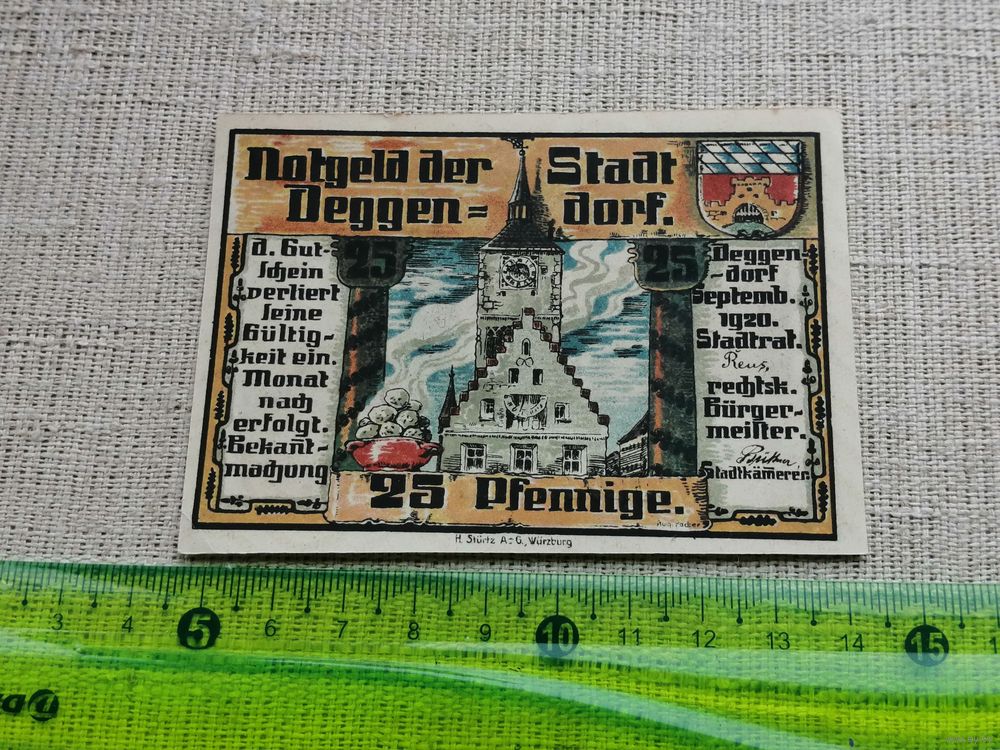 Notgeld der Stadt
Deggen= dorf.
d. Gut-
schein
verliert
seine
Gültig-
keit ein.
Monat
nach
erfolgt.
Bekant-
machung
25
25
Deggen-
-dorf
Septemb.
1920.
Stadtrat.
Reus,
rechtsk.
Bürger-
meister.
Stadtkämerer.
25 Pfennige.
H. Stürtz A.-G., Würzburg
3 4 5 6 7 8 9 10 11 12 13 14 15